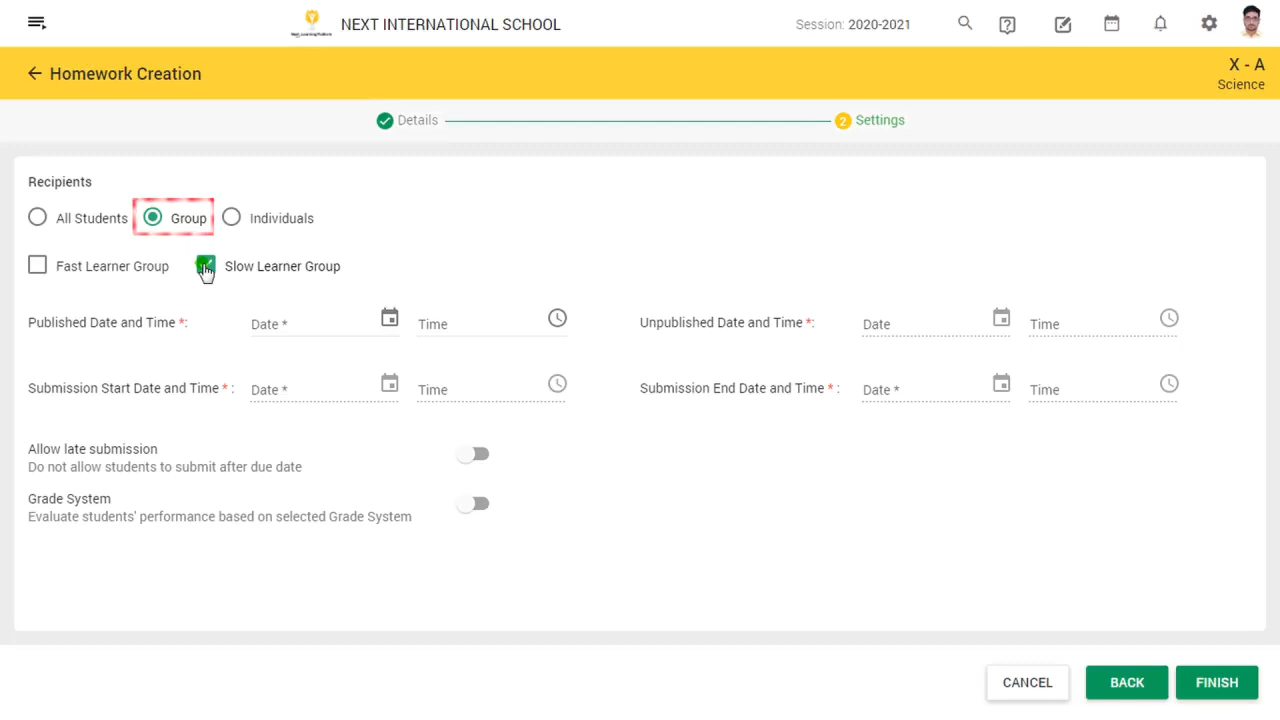 NEXT INTERNATIONAL SCHOOL
Session: 2020-2021
Homework Creation
X - A
Science
Details
2 Settings
Recipients
All Students
Group
Individuals
Fast Learner Group
Slow Learner Group
Published Date and Time *:
Date *
Time
Unpublished Date and Time *:
Date
Time
Submission Start Date and Time * :
Date *
Time
Submission End Date and Time * :
Date *
Time
Allow late submission
Do not allow students to submit after due date
Grade System
Evaluate students' performance based on selected Grade System
CANCEL
BACK
FINISH